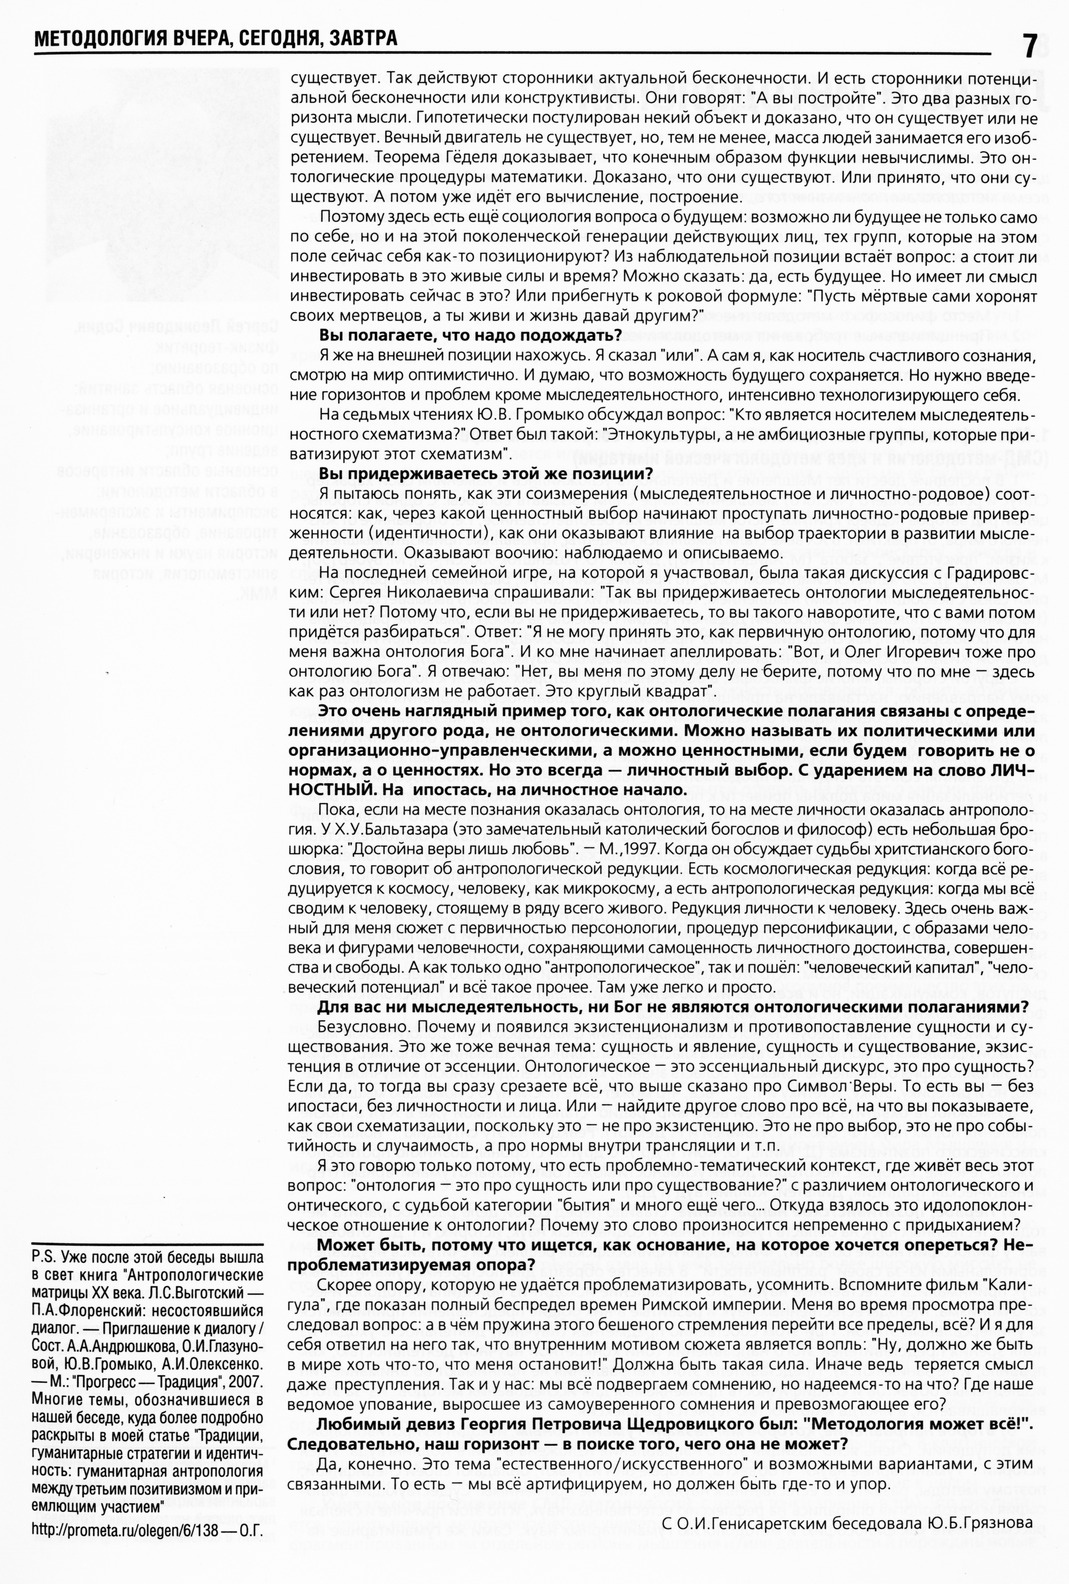 МЕТОДОЛОГИЯ ВЧЕРА, СЕГОДНЯ, ЗАВТРА
7
существует. Так действуют сторонники актуальной бесконечности. И есть сторонники потенци-
альной бесконечности или конструктивисты. Они говорят: "А вы постройте". Это два разных го-
ризонта мысли. Гипотетически постулирован некий объект и доказано, что он существует или не
существует. Вечный двигатель не существует, но, тем не менее, масса людей занимается его изоб-
ретением. Теорема Гёделя доказывает, что конечным образом функции невычислимы. Это он-
тологические процедуры математики. Доказано, что они существуют. Или принято, что они су-
ществуют. А потом уже идёт его вычисление, построение.
Поэтому здесь есть ещё социология вопроса о будущем: возможно ли будущее не только само
по себе, но и на этой поколенческой генерации действующих лиц, тех групп, которые на этом
поле сейчас себя как-то позиционируют? Из наблюдательной позиции встаёт вопрос: а стоит ли
инвестировать в это живые силы и время? Можно сказать: да, есть будущее. Но имеет ли смысл
инвестировать сейчас в это? Или прибегнуть к роковой формуле: "Пусть мёртвые сами хоронят
своих мертвецов, а ты живи и жизнь давай другим?"
Вы полагаете, что надо подождать?
Я же на внешней позиции нахожусь. Я сказал "или". А сам я, как носитель счастливого сознания,
смотрю на мир оптимистично. И думаю, что возможность будущего сохраняется. Но нужно введе-
ние горизонтов и проблем кроме мыследеятельностного, интенсивно технологизирующего себя.
На седьмых чтениях Ю.В. Громыко обсуждал вопрос: "Кто является носителем мыследеятель-
ностного схематизма?" Ответ был такой: "Этнокультуры, а не амбициозные группы, которые при-
ватизируют этот схематизм".
Вы придерживаетесь этой же позиции?
Я пытаюсь понять, как эти соизмерения (мыследеятельностное и личностно-родовое) соот-
носятся: как, через какой ценностный выбор начинают проступать личностно-родовые привер-
женности (идентичности), как они оказывают влияние на выбор траектории в развитии мысле-
деятельности. Оказывают воочию: наблюдаемо и описываемо.
На последней семейной игре, на которой я участвовал, была такая дискуссия с Градировс-
ким: Сергея Николаевича спрашивали: "Так вы придерживаетесь онтологии мыследеятельнос-
ти или нет? Потому что, если вы не придерживаетесь, то вы такого наворотите, что с вами потом
придётся разбираться". Ответ: "Я не могу принять это, как первичную онтологию, потому что для
меня важна онтология Бога". И ко мне начинает апеллировать: "Вот, и Олег Игоревич тоже про
онтологию Бога". Я отвечаю: "Нет, вы меня по этому делу не берите, потому что по мне — здесь
как раз онтологизм не работает. Это круглый квадрат".
Это очень наглядный пример того, как онтологические полагания связаны с опреде-
лениями другого рода, не онтологическими. Можно называть их политическими или
организационно-управленческими, а можно ценностными, если будем говорить не о
нормах, а о ценностях. Но это всегда — личностный выбор. С ударением на слово ЛИЧ-
НОСТНЫЙ. На ипостась, на личностное начало.
Пока, если на месте познания оказалась онтология, то на месте личности оказалась антрополо-
гия. У Х.У.Бальтазара (это замечательный католический богослов и философ) есть небольшая бро-
шюрка: "Достойна веры лишь любовь". — М.,1997. Когда он обсуждает судьбы хритстианского бого-
словия, то говорит об антропологической редукции. Есть космологическая редукция: когда всё ре-
дуцируется к космосу, человеку, как микрокосму, а есть антропологическая редукция: когда мы всё
сводим к человеку, стоящему в ряду всего живого. Редукция личности к человеку. Здесь очень важ-
ный для меня сюжет с первичностью персонологии, процедур персонификации, с образами чело-
века и фигурами человечности, сохраняющими самоценность личностного достоинства, совершен-
ства и свободы. А как только одно "антропологическое", так и пошёл: "человеческий капитал", "чело-
веческий потенциал" и всё такое прочее. Там уже легко и просто.
Для вас ни мыследеятельность, ни Бог не являются онтологическими полаганиями?
Безусловно. Почему и появился экзистенционализм и противопоставление сущности и су-
ществования. Это же тоже вечная тема: сущность и явление, сущность и существование, экзис-
тенция в отличие от эссенции. Онтологическое — это эссенциальный дискурс, это про сущность?
Если да, то тогда вы сразу срезаете всё, что выше сказано про Символ Веры. То есть вы — без
ипостаси, без личностности и лица. Или — найдите другое слово про всё, на что вы показываете,
как свои схематизации, поскольку это — не про экзистенцию. Это не про выбор, это не про собы-
тийность и случаимость, а про нормы внутри трансляции и т.п.
Я это говорю только потому, что есть проблемно-тематический контекст, где живёт весь этот
вопрос: "онтология — это про сущность или про существование?" с различием онтологического и
онтического, с судьбой категории "бытия" и много ещё чего... Откуда взялось это идолопоклон-
ческое отношение к онтологии? Почему это слово произносится непременно с придыханием?
Может быть, потому что ищется, как основание, на которое хочется опереться? Не-
проблематизируемая опора?
Скорее опору, которую не удаётся проблематизировать, усомнить. Вспомните фильм "Кали-
гула", где показан полный беспредел времен Римской империи. Меня во время просмотра пре-
следовал вопрос: а в чём пружина этого бешеного стремления перейти все пределы, всё? И я для
себя ответил на него так, что внутренним мотивом сюжета является вопль: "Ну, должно же быть
в мире хоть что-то, что меня остановит!" Должна быть такая сила. Иначе ведь теряется смысл
даже преступления. Так и у нас: мы всё подвергаем сомнению, но надеемся-то на что? Где наше
ведомое упование, выросшее из самоуверенного сомнения и превозмогающее его?
Любимый девиз Георгия Петровича Щедровицкого был: "Методология может всё!".
Следовательно, наш горизонт — в поиске того, чего она не может?
Да, конечно. Это тема "естественного/искусственного" и возможными вариантами, с этим
связанными. То есть — мы всё артифицируем, но должен быть где-то и упор.
С О.И.Генисаретским беседовала Ю.Б.Грязнова
P.S. Уже после этой беседы вышла
в свет книга "Антропологические
матрицы XX века. Л.С.Выготский —
П.А.Флоренский: несостоявшийся
диалог. — Приглашение к диалогу /
Сост. А.А.Андрюшкова, О.И.Глазуно-
вой, Ю.В.Громыко, А.И.Олексенко.
— М.: "Прогресс — Традиция", 2007.
Многие темы, обозначившиеся в
нашей беседе, куда более подробно
раскрыты в моей статье "Традиции,
гуманитарные стратегии и идентич-
ность: гуманитарная антропология
между третьим позитивизмом и при-
емлющим участием"
http://prometa.ru/olegen/6/138 — О.Г.